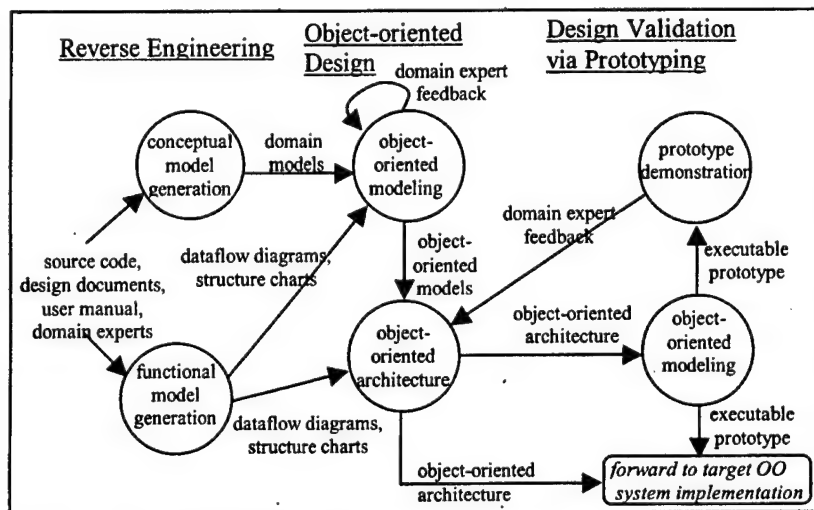 Reverse Engineering
Object-oriented
Design
Design Validation
via Prototyping
domain expert
feedback
conceptual
model
generation
domain
models
object-
oriented
modeling
prototype
demonstration
source code,
design documents,
user manual,
domain experts
dataflow diagrams,
structure charts
object-
oriented
models
domain expert
feedback
executable
prototype
functional
model
generation
object-
oriented
architecture
object-oriented
architecture
object-
oriented
modeling
dataflow diagrams,
structure charts
executable
prototype
object-oriented
architecture
forward to target OO
system implementation